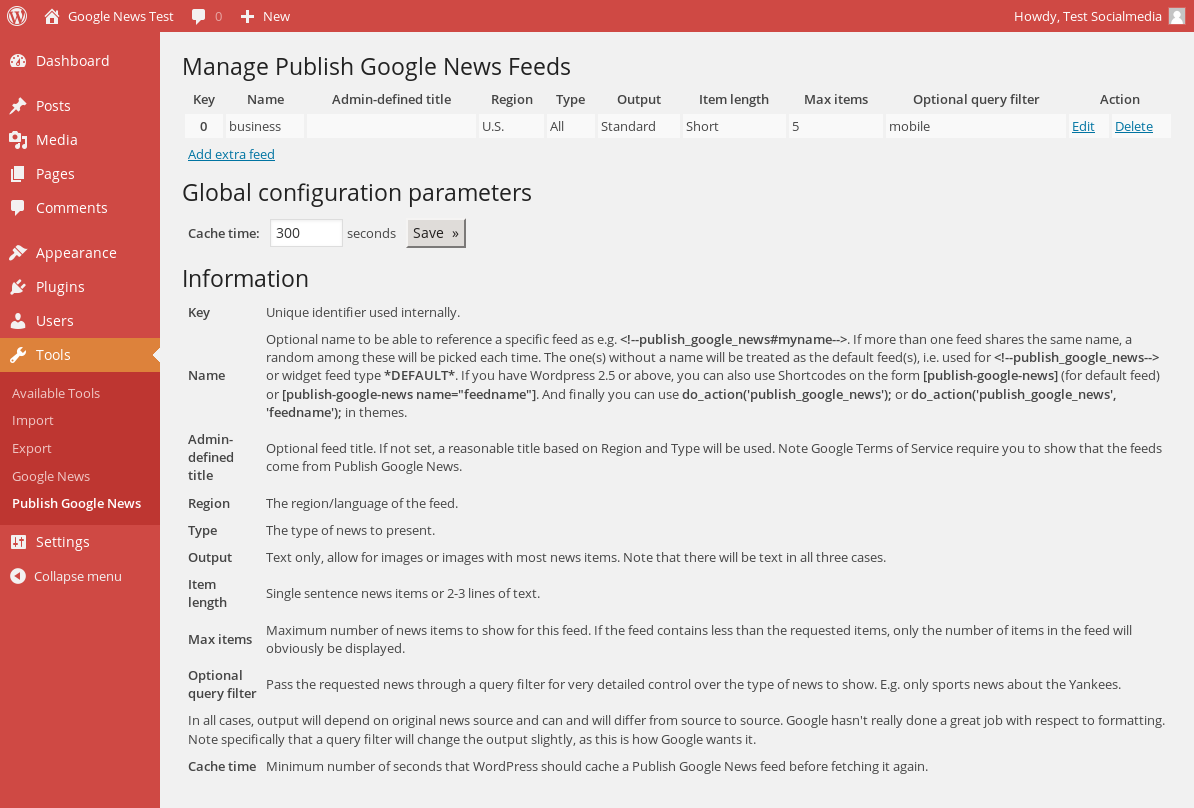 Google News Test 0 New Howdy, Test Socialmedia
Dashboard
Posts
Media
Pages
Comments
Appearance
Plugins
Users
Tools
Available Tools
Import
Export
Google News
Publish Google News
Settings
Collapse menu
Manage Publish Google News Feeds
Key Name Admin-defined title Region Type Output Item length Max items Optional query filter Action
0 business U.S. All Standard Short 5 mobile Edit Delete
Add extra feed
Global configuration parameters
Cache time: 300 seconds Save »
Information
Key Unique identifier used internally.
Name
Optional name to be able to reference a specific feed as e.g. <!--publish_google_news#myname-->. If more than one feed shares the same name, a
random among these will be picked each time. The one(s) without a name will be treated as the default feed(s), i.e. used for <!--publish_google_news-->
or widget feed type *DEFAULT*. If you have Wordpress 2.5 or above, you can also use Shortcodes on the form [publish-google-news] (for default feed)
or [publish-google-news name="feedname"]. And finally you can use do_action('publish_google_news'); or do_action('publish_google_news',
'feedname'); in themes.
Admin-
defined
title
Optional feed title. If not set, a reasonable title based on Region and Type will be used. Note Google Terms of Service require you to show that the feeds
come from Publish Google News.
Region The region/language of the feed.
Type The type of news to present.
Output Text only, allow for images or images with most news items. Note that there will be text in all three cases.
Item
length
Single sentence news items or 2-3 lines of text.
Max items
Maximum number of news items to show for this feed. If the feed contains less than the requested items, only the number of items in the feed will
obviously be displayed.
Optional
query filter
Pass the requested news through a query filter for very detailed control over the type of news to show. E.g. only sports news about the Yankees.
In all cases, output will depend on original news source and can and will differ from source to source. Google hasn't really done a great job with respect to formatting.
Note specifically that a query filter will change the output slightly, as this is how Google wants it.
Cache time Minimum number of seconds that WordPress should cache a Publish Google News feed before fetching it again.